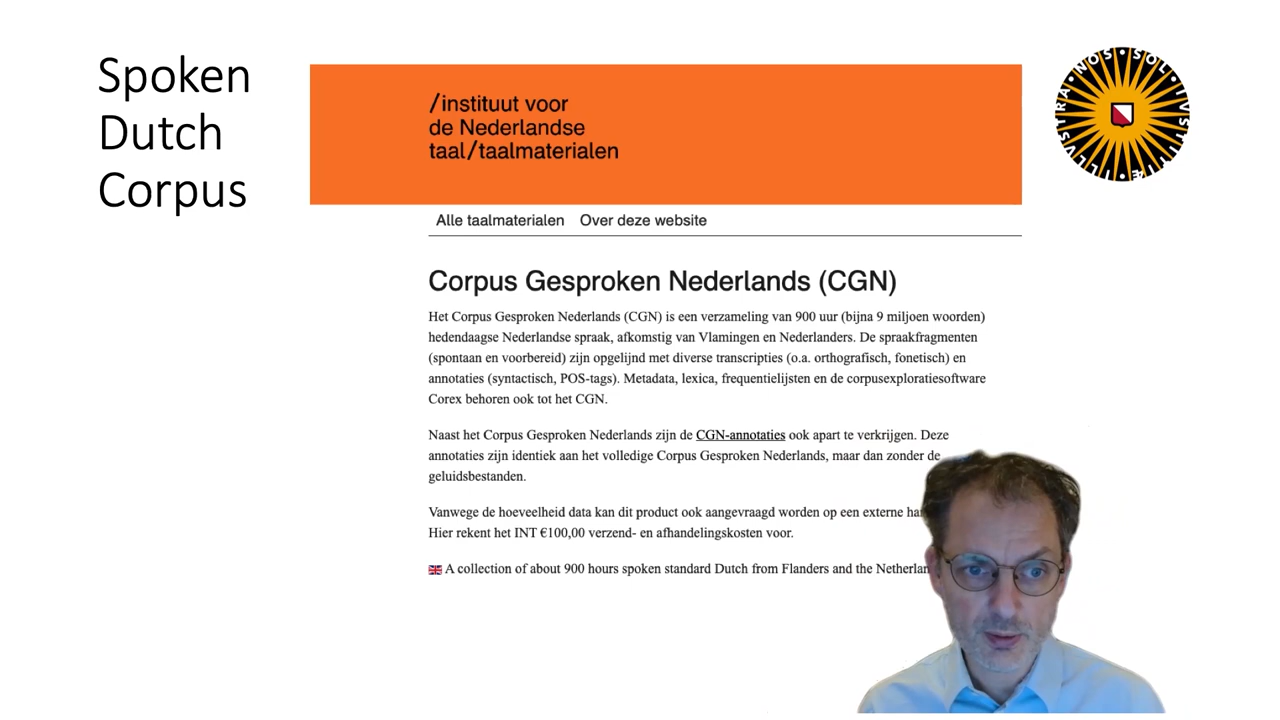 Spoken
Dutch
Corpus
/instituut voor
de Nederlandse
taal/taalmaterialen
SOL IVSTITIÆ ILLVSTRA NOS
Alle taalmaterialen Over deze website
Corpus Gesproken Nederlands (CGN)
Het Corpus Gesproken Nederlands (CGN) is een verzameling van 900 uur (bijna 9 miljoen woorden)
hedendaagse Nederlandse spraak, afkomstig van Vlamingen en Nederlanders. De spraakfragmenten
(spontaan en voorbereid) zijn opgelijnd met diverse transcripties (o.a. orthografisch, fonetisch) en
annotaties (syntactisch, POS-tags). Metadata, lexica, frequentielijsten en de corpusexploratiesoftware
Corex behoren ook tot het CGN.
Naast het Corpus Gesproken Nederlands zijn de CGN-annotaties ook apart te verkrijgen. Deze
annotaties zijn identiek aan het volledige Corpus Gesproken Nederlands, maar dan zonder de
geluidsbestanden.
Vanwege de hoeveelheid data kan dit product ook aangevraagd worden op een externe
Hier rekent het INT €100,00 verzend- en afhandelingskosten voor.
A collection of about 900 hours spoken standard Dutch from Flanders and the